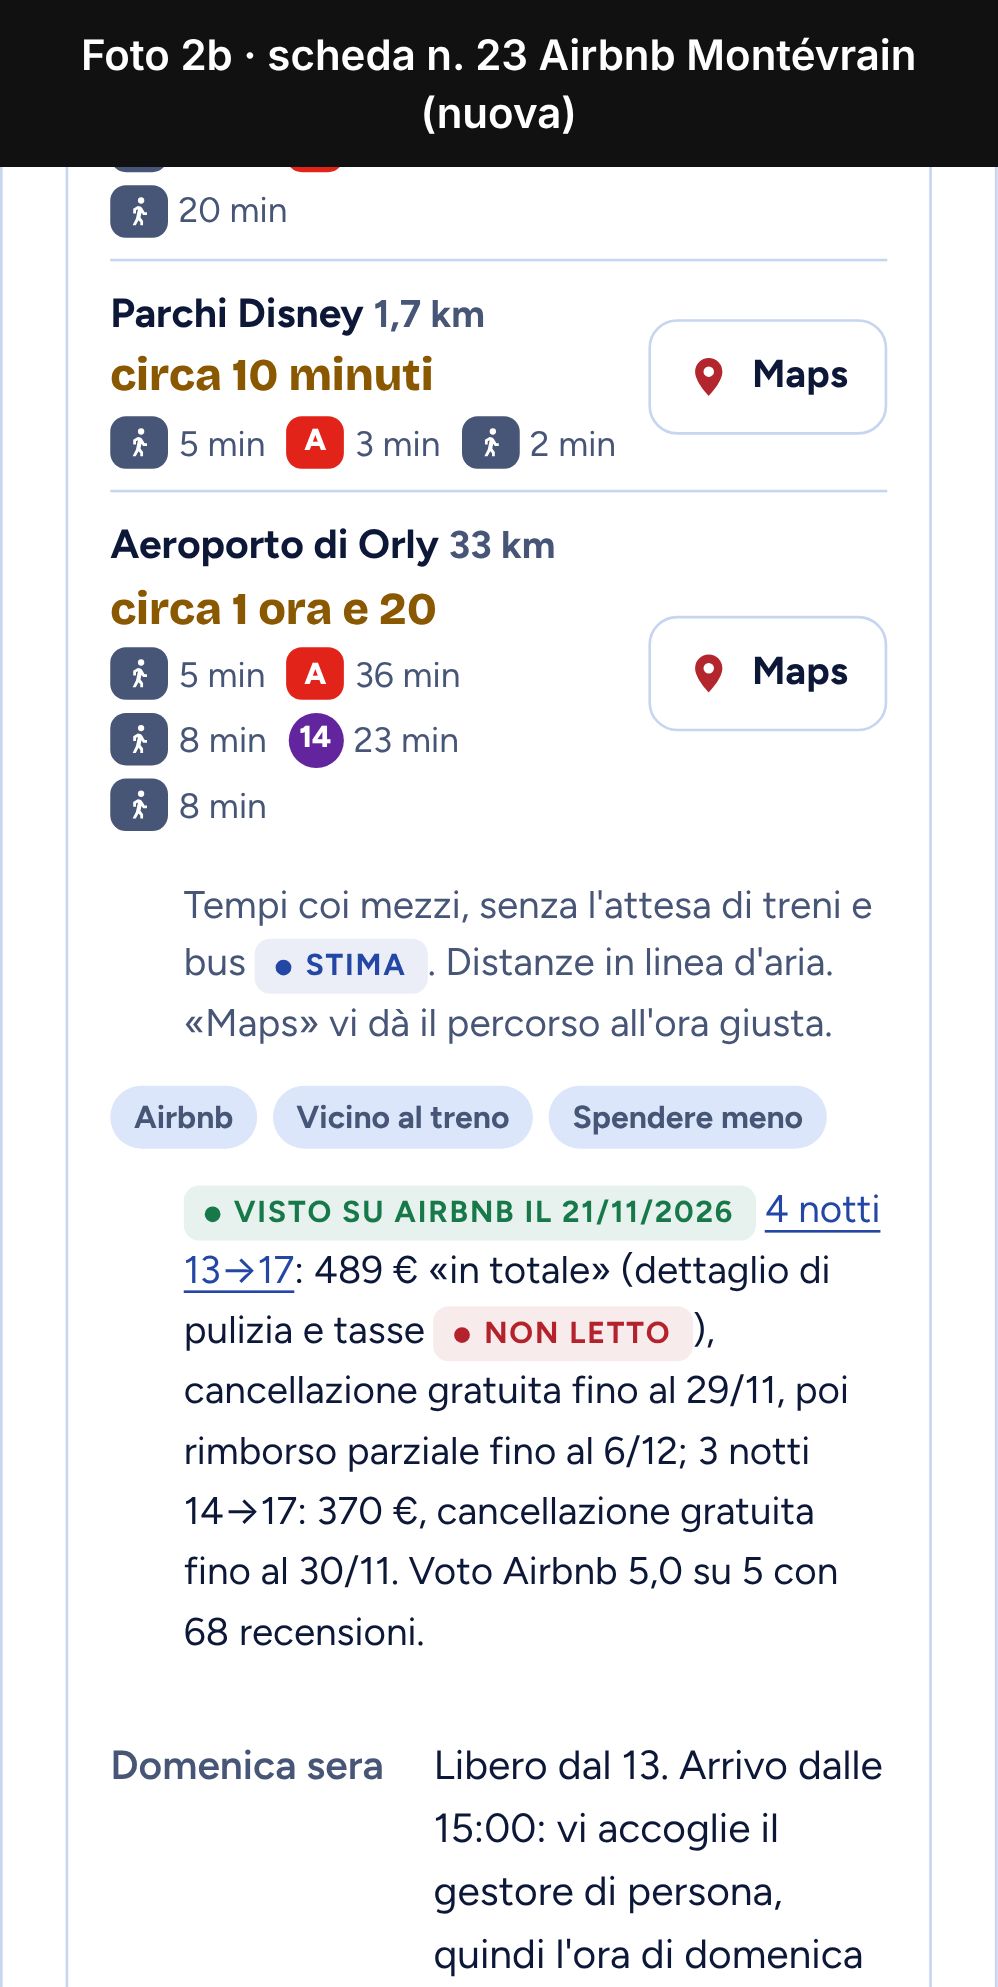 Foto 2b · scheda n. 23 Airbnb Montévrain
(nuova)
20 min
Parchi Disney 1,7 km
circa 10 minuti
5 min A 3 min 2 min
Maps
Aeroporto di Orly 33 km
circa 1 ora e 20
5 min A 36 min
Maps
8 min 14 23 min
8 min
Tempi coi mezzi, senza l'attesa di treni e
bus • STIMA . Distanze in linea d'aria.
«Maps» vi dà il percorso all'ora giusta.
Airbnb Vicino al treno Spendere meno
• VISTO SU AIRBNB IL 21/11/2026 4 notti
13→17: 489 € «in totale» (dettaglio di
pulizia e tasse • NON LETTO ),
cancellazione gratuita fino al 29/11, poi
rimborso parziale fino al 6/12; 3 notti
14→17: 370 €, cancellazione gratuita
fino al 30/11. Voto Airbnb 5,0 su 5 con
68 recensioni.
Domenica sera Libero dal 13. Arrivo dalle
15:00: vi accoglie il
gestore di persona,
quindi l'ora di domenica